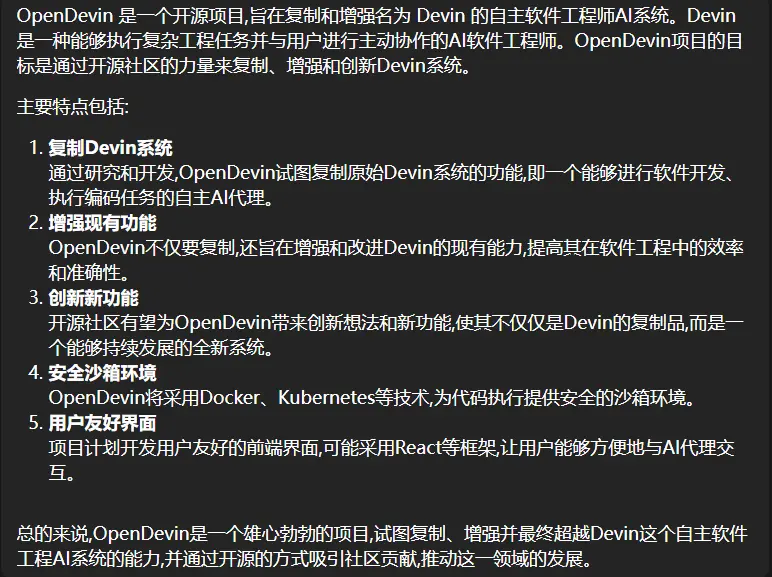 OpenDevin 是一个开源项目,旨在复制和增强名为 Devin 的自主软件工程师AI系统。Devin
是一种能够执行复杂工程任务并与用户进行主动协作的AI软件工程师。OpenDevin项目的目
标是通过开源社区的力量来复制、增强和创新Devin系统。
主要特点包括:
1. 复制Devin系统
通过研究和开发,OpenDevin试图复制原始Devin系统的功能,即一个能够进行软件开发、
执行编码任务的自主AI代理。
2. 增强现有功能
OpenDevin不仅要复制,还旨在增强和改进Devin的现有能力,提高其在软件工程中的效率
和准确性。
3. 创新新功能
开源社区有望为OpenDevin带来创新想法和新功能,使其不仅仅是Devin的复制品,而是一
个能够持续发展的全新系统。
4. 安全沙箱环境
OpenDevin将采用Docker、Kubernetes等技术,为代码执行提供安全的沙箱环境。
5. 用户友好界面
项目计划开发用户友好的前端界面,可能采用React等框架,让用户能够方便地与AI代理交
互。
总的来说,OpenDevin是一个雄心勃勃的项目,试图复制、增强并最终超越Devin这个自主软件
工程AI系统的能力,并通过开源的方式吸引社区贡献,推动这一领域的发展。